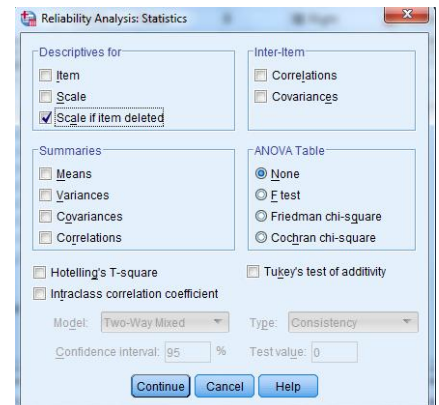 Reliability Analysis: Statistics
Descriptives for
Item
Scale
Scale if item deleted
Inter-Item
Correlations
Covariances
Summaries
Means
Variances
Covariances
Correlations
ANOVA Table
None
F test
Friedman chi-square
Cochran chi-square
Hotelling's T-square
Tukey's test of additivity
Intraclass correlation coefficient
Model: Two-Way Mixed Type: Consistency
Confidence interval: 95 % Test value: 0
Continue Cancel Help